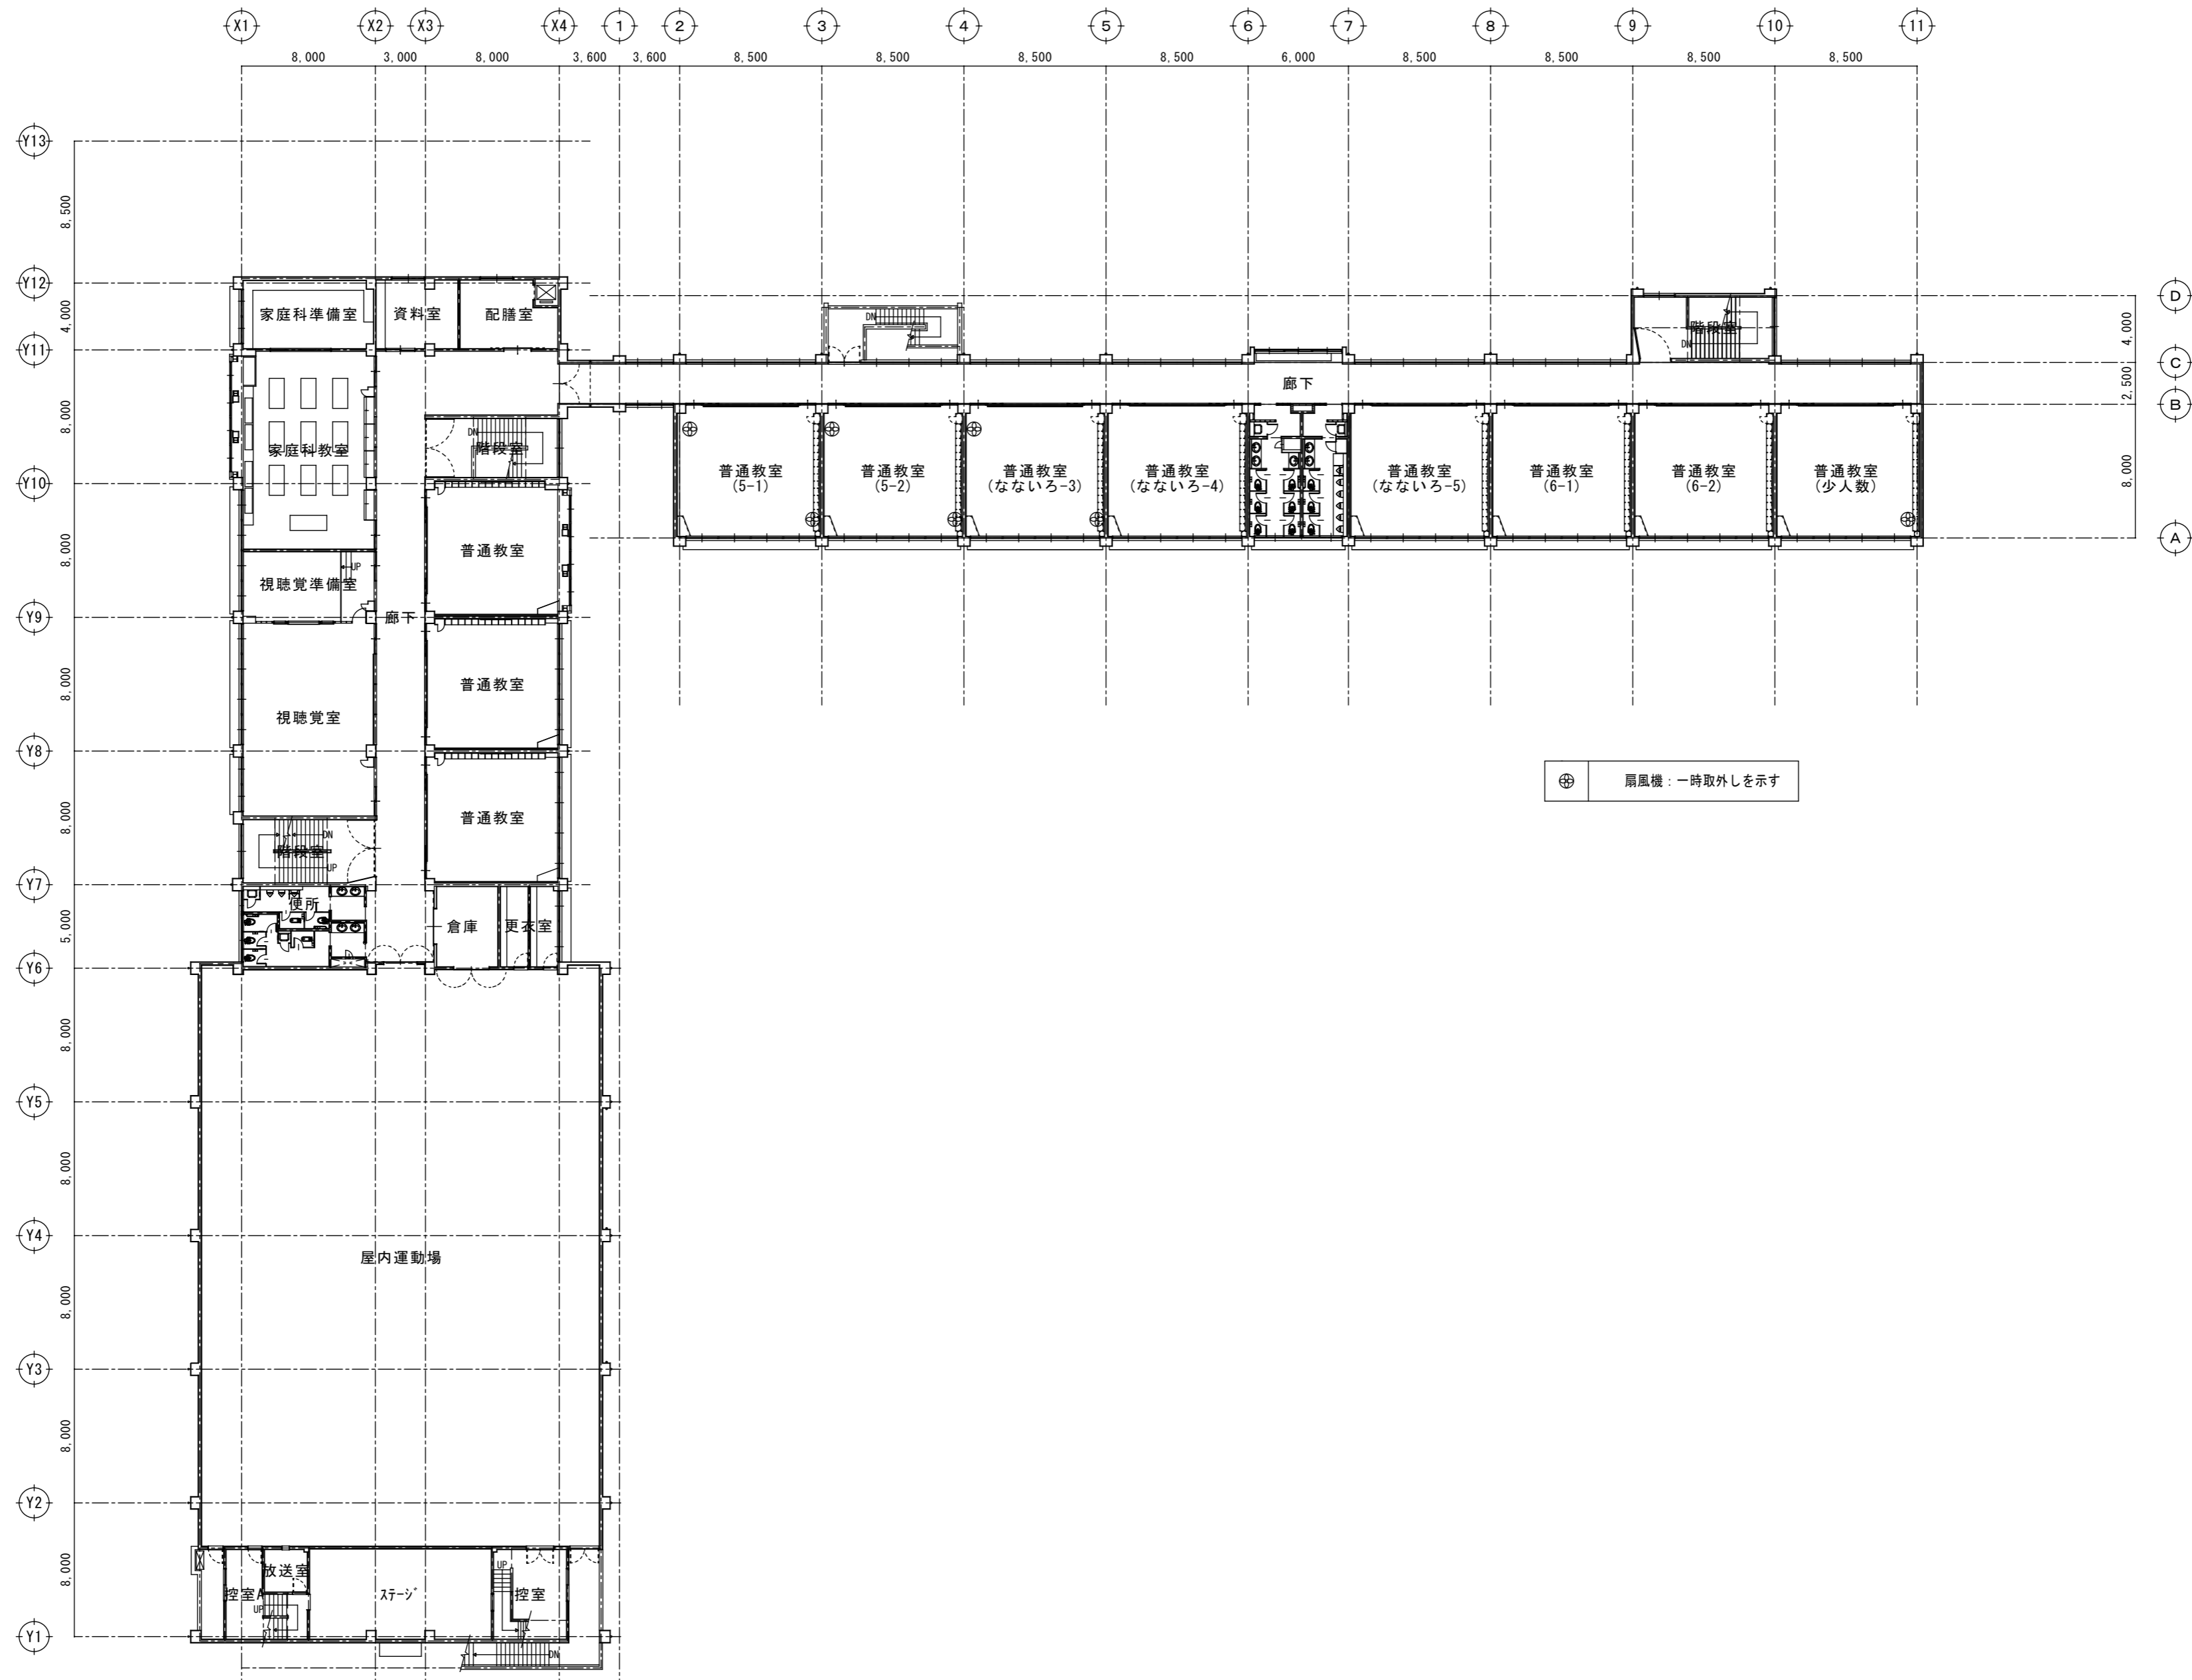 X1 X2 X3 X4 1 2 3 4 5 6 7 8 9 10 11
8,000 3,000 8,000 3,600 3,600 8,500 8,500 8,500 8,500 6,000 8,500 8,500 8,500 8,500
Y13
8,500
Y12
4,000
Y11
8,000
Y10
8,000
Y9
8,000
Y8
8,000
Y7
5,000
Y6
8,000
Y5
8,000
Y4
8,000
Y3
8,000
Y2
8,000
Y1
D
4,000
C
2,500
B
8,000
A
家庭科準備室
資料室
配膳室
家庭科教室
DN
階段室
普通教室
視聴覚準備室
UP
廊下
普通教室
視聴覚室
普通教室
DN
階段室
UP
便所
倉庫
更衣室
屋内運動場
放送室
控室A
UP
ステージ
UP
控室
DN
DN
廊下
階段室
DN
普通教室
(5-1)
普通教室
(5-2)
普通教室
(なないろ-3)
普通教室
(なないろ-4)
普通教室
(なないろ-5)
普通教室
(6-1)
普通教室
(6-2)
普通教室
(少人数)
扇風機：一時取外しを示す